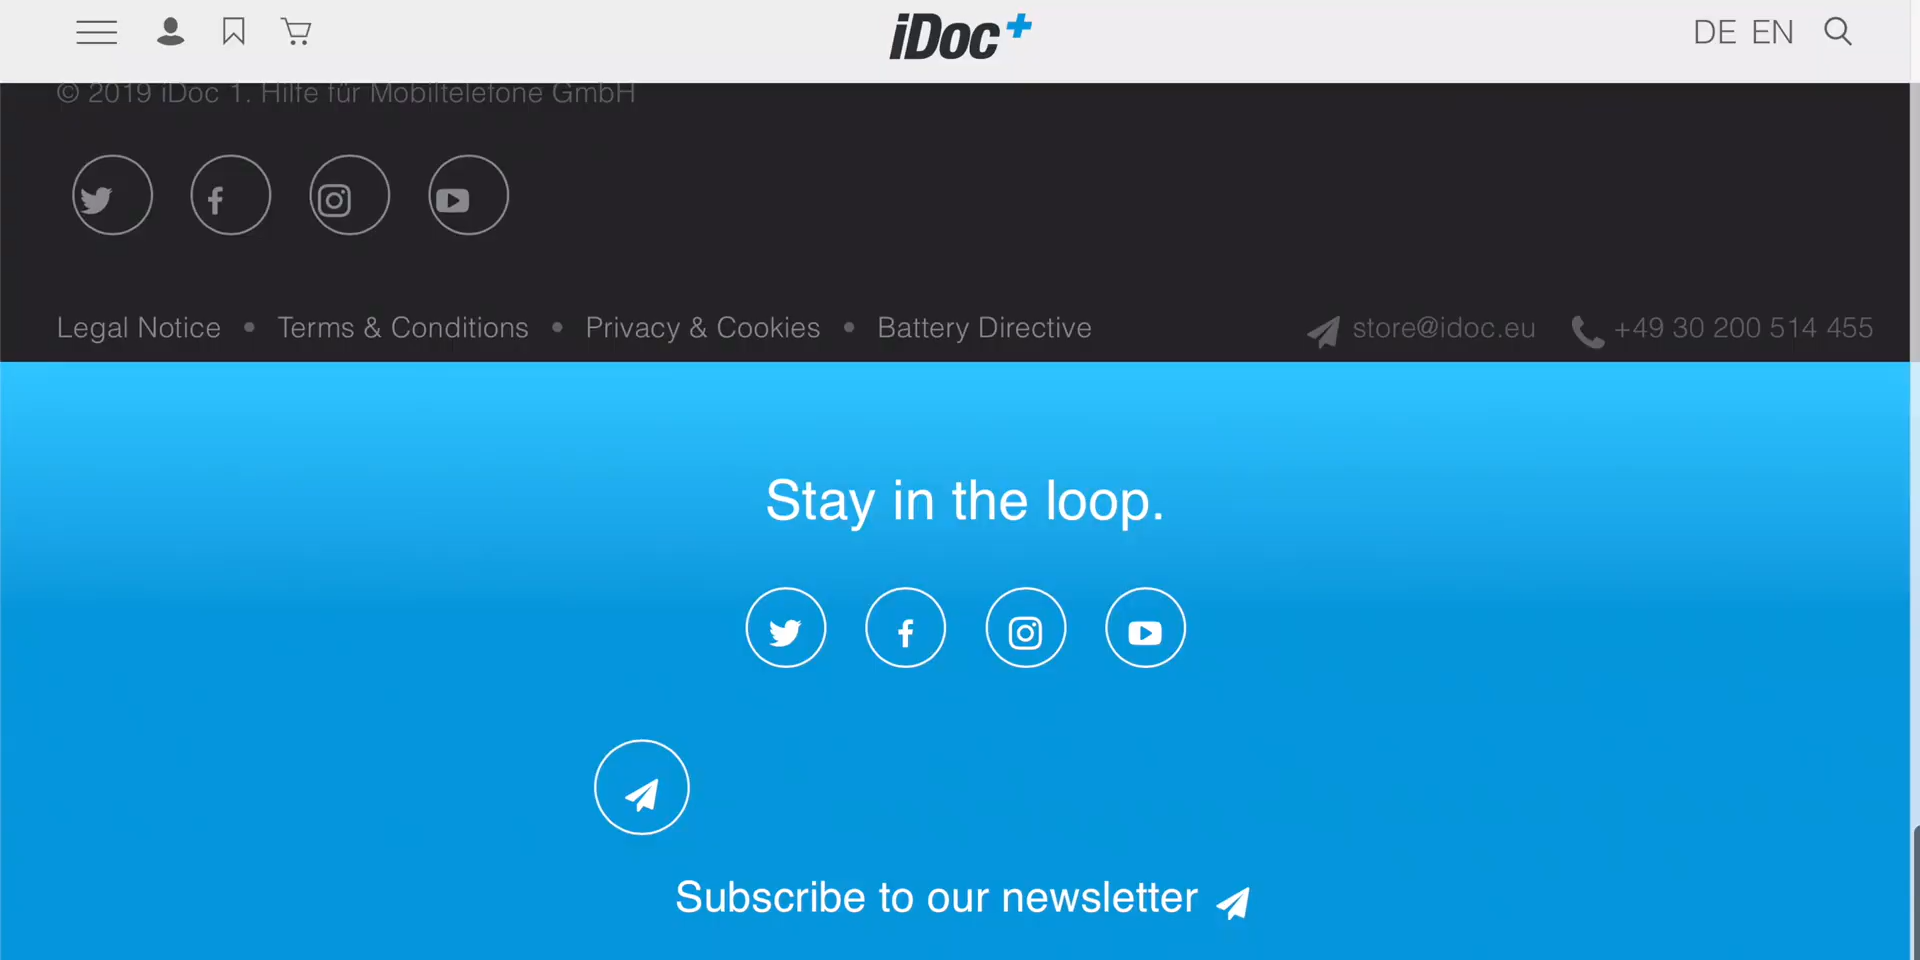 iDoc+
DE EN
© 2019 iDoc 1. Hilfe für Mobiltelefone GmbH
Legal Notice • Terms & Conditions • Privacy & Cookies • Battery Directive
store@idoc.eu +49 30 200 514 455
Stay in the loop.
Subscribe to our newsletter